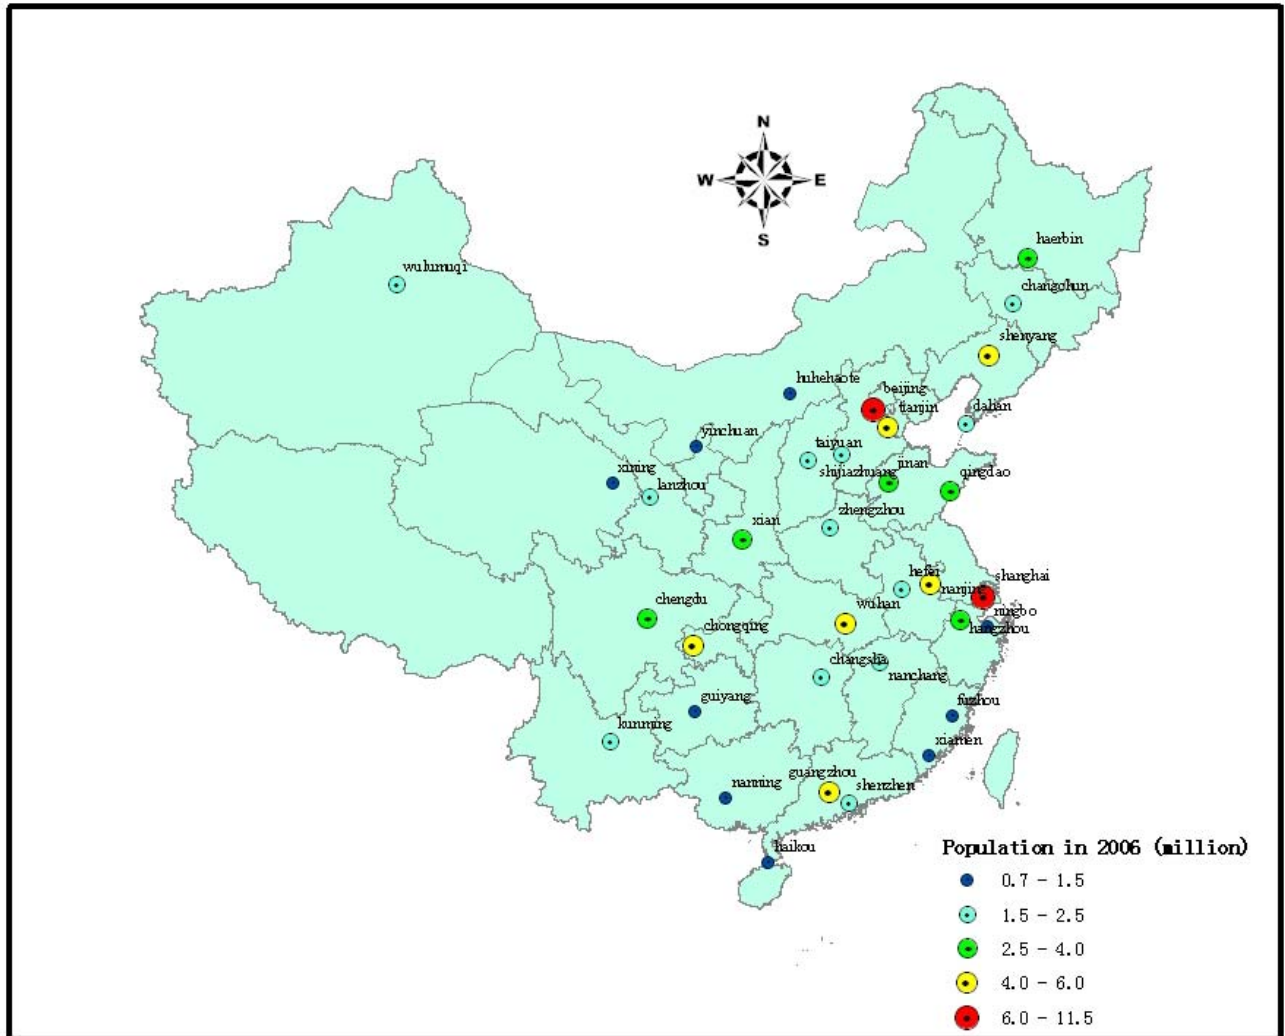 N
W E
S
haerbin
wulumuqi
changchun
shenyang
huhehaote
beijing
tianjin
dalian
yinchuan
taiyuan
jinan
xining
shijiazhuang
qingdao
lanzhou
zhengzhou
xian
hefei
shanghai
nanjing
chengdu
wuhan
ningbo
chongqing
hangzhou
changsha
nanchang
guiyang
fuzhou
kunming
xiamen
guangzhou
nanning
shenzhen
haikou
Population in 2006 (million)
0.7 - 1.5
1.5 - 2.5
2.5 - 4.0
4.0 - 6.0
6.0 - 11.5